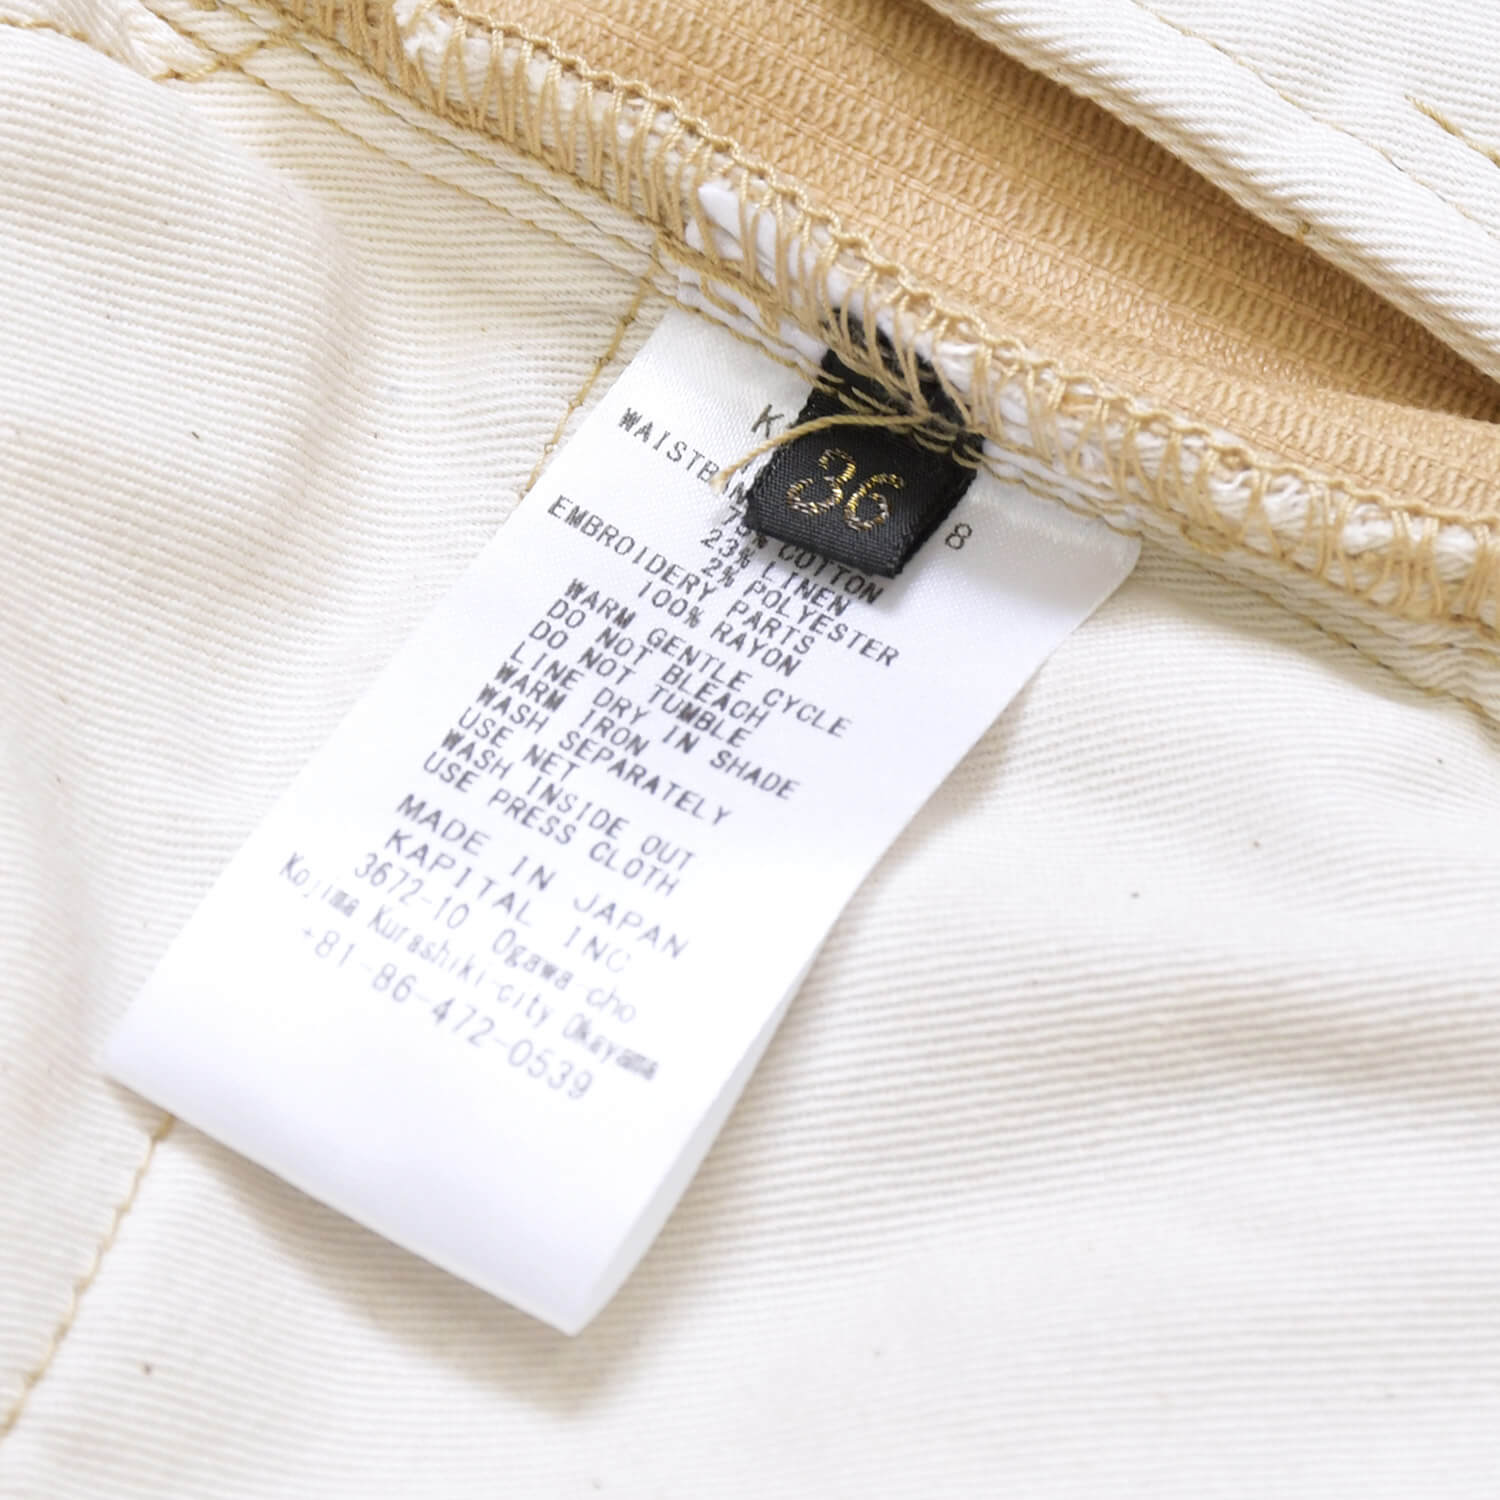 36
8
75% COTTON
23% LINEN
2% POLYESTER
EMBROIDERY PARTS
100% RAYON
WARM GENTLE CYCLE
DO NOT BLEACH
DO NOT TUMBLE
LINE DRY IN SHADE
WARM IRON
WASH SEPARATELY
USE NET
WASH INSIDE OUT
USE PRESS CLOTH
MADE IN JAPAN
KAPITAL INC
3672-10 Ogawa-cho
Kojima Kurashiki-city Okayama
+81-86-472-0539